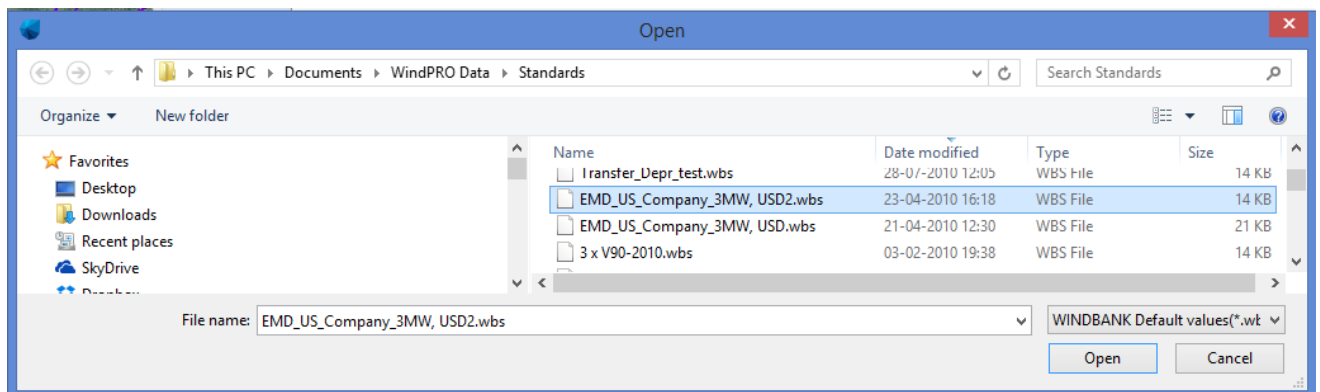 Open
This PC Documents WindPRO Data Standards Search Standards
Organize New folder
Name Date modified Type Size
Favorites
Transfer_Depr_test.wbs 28-07-2010 12:05 WBS File 14 KB
Desktop
EMD_US_Company_3MW, USD2.wbs 23-04-2010 16:18 WBS File 14 KB
Downloads
EMD_US_Company_3MW, USD.wbs 21-04-2010 12:30 WBS File 21 KB
Recent places
3 x V90-2010.wbs 03-02-2010 19:38 WBS File 14 KB
SkyDrive
File name: EMD_US_Company_3MW, USD2.wbs WINDBANK Default values(*.wb
Open Cancel